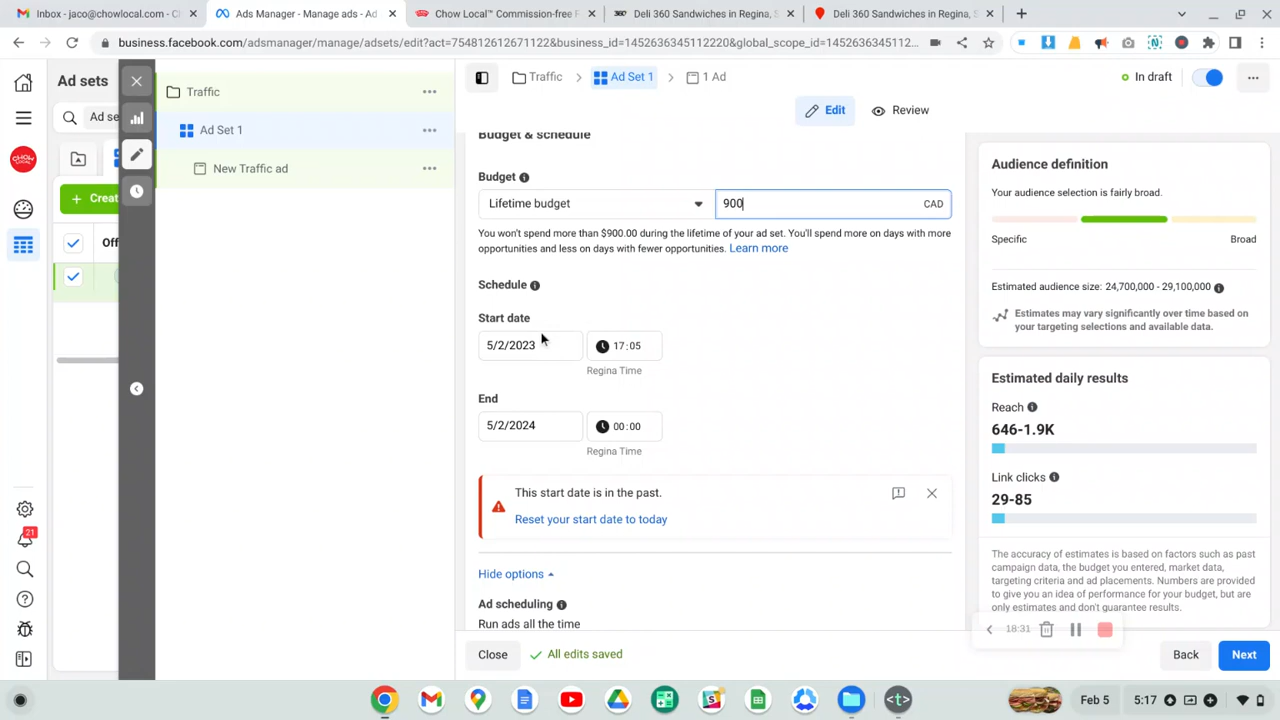 Inbox - jaco@chowlocal.com - C
Ads Manager - Manage ads - Ad
Chow Local™ Commission-free F
Deli 360 Sandwiches in Regina, S
Deli 360 Sandwiches in Regina, S
business.facebook.com/adsmanager/manage/adsets/edit?act=754812612671122&business_id=1452636345112220&global_scope_id=1452636345112...
Ad sets
Traffic
Ad Set 1
1 Ad
In draft
Ad se
Traffic
Edit
Review
Ad Set 1
Budget & schedule
Audience definition
CHOW LOCAL
New Traffic ad
Your audience selection is fairly broad.
Creat
Budget
Lifetime budget
900
CAD
Specific
Broad
Off
You won't spend more than $900.00 during the lifetime of your ad set. You'll spend more on days with more
opportunities and less on days with fewer opportunities. Learn more
Schedule
Estimated audience size: 24,700,000 - 29,100,000
Start date
Estimates may vary significantly over time based on
your targeting selections and available data.
5/2/2023
17:05
Regina Time
Estimated daily results
End
Reach
5/2/2024
00:00
646-1.9K
Regina Time
Link clicks
This start date is in the past.
29-85
Reset your start date to today
21
The accuracy of estimates is based on factors such as past
campaign data, the budget you entered, market data,
targeting criteria and ad placements. Numbers are provided
to give you an idea of performance for your budget, but are
only estimates and don't guarantee results.
Hide options
Ad scheduling
Run ads all the time
18:31
Close
All edits saved
Back
Next
<t>
Feb 5
5:17